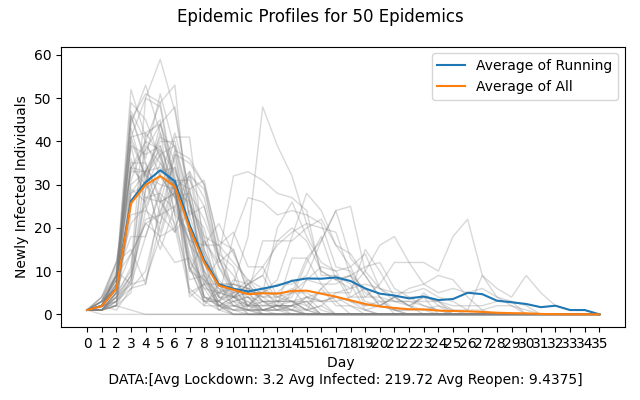 Epidemic Profiles for 50 Epidemics
Average of Running
Average of All
Newly Infected Individuals
60
50
40
30
20
10
0
0 1 2 3 4 5 6 7 8 9 10 11 12 13 14 15 16 17 18 19 20 21 22 23 24 25 26 27 28 29 30 31 32 33 34 35
Day
DATA:[Avg Lockdown: 3.2 Avg Infected: 219.72 Avg Reopen: 9.4375]